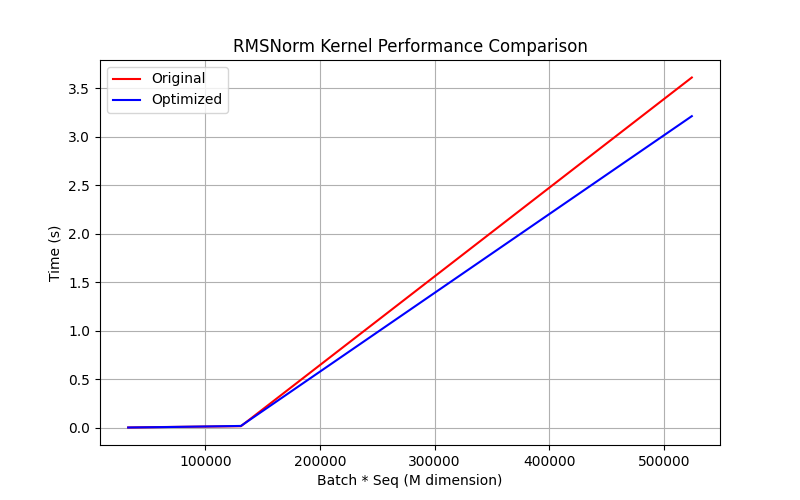 RMSNorm Kernel Performance Comparison
Original
Optimized
3.5
3.0
2.5
2.0
1.5
1.0
0.5
0.0
Time (s)
100000 200000 300000 400000 500000
Batch * Seq (M dimension)